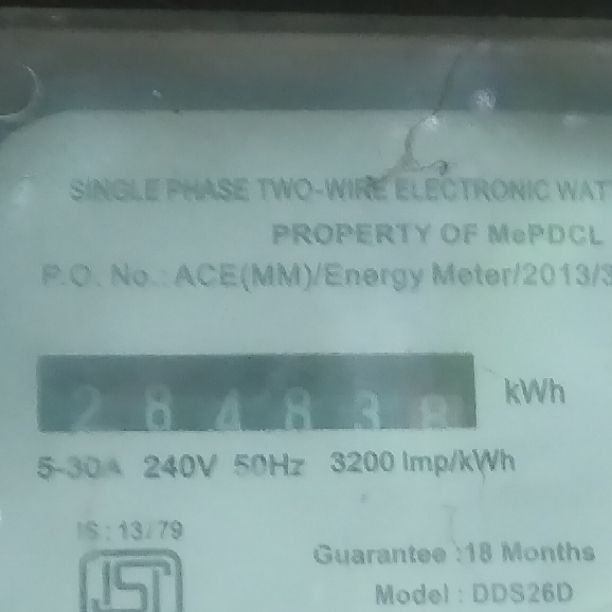 SINGLE PHASE TWO-WIRE ELECTRONIC WAT
PROPERTY OF MePDCL
P.O. No.: ACE(MM)/Energy Meter/2013/3
2 8 4 8 3 8 kWh
5-30A 240V 50Hz 3200 Imp/kWh
IS : 13779
Guarantee :18 Months
Model : DDS26D